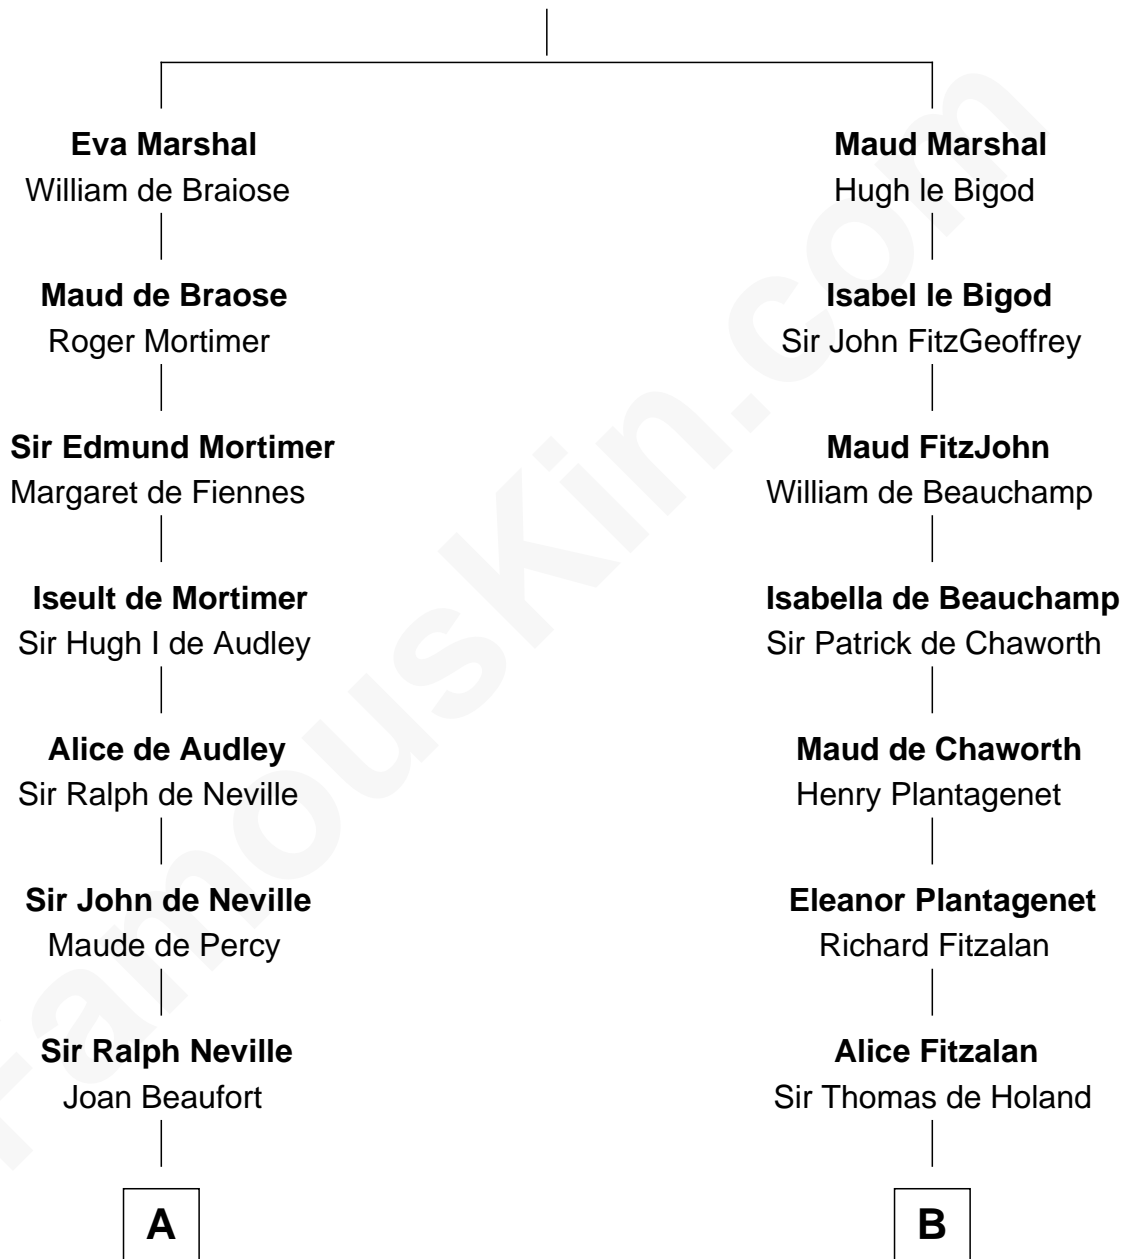 Eva Marshal
William de Braiose
Maud Marshal
Hugh le Bigod
Maud de Braose
Roger Mortimer
Isabel le Bigod
Sir John FitzGeoffrey
Sir Edmund Mortimer
Margaret de Fiennes
Maud FitzJohn
William de Beauchamp
Iseult de Mortimer
Sir Hugh I de Audley
Isabella de Beauchamp
Sir Patrick de Chaworth
Alice de Audley
Sir Ralph de Neville
Maud de Chaworth
Henry Plantagenet
Sir John de Neville
Maude de Percy
Eleanor Plantagenet
Richard Fitzalan
Sir Ralph Neville
Joan Beaufort
Alice Fitzalan
Sir Thomas de Holand
A
B
FamousKin.com